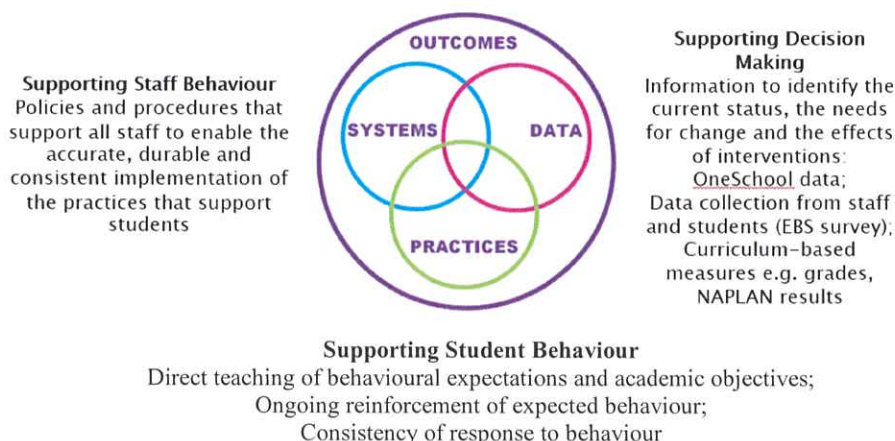 Supporting Staff Behaviour
Policies and procedures that
support all staff to enable the
accurate, durable and
consistent implementation of
the practices that support
students
OUTCOMES
SYSTEMS
DATA
PRACTICES
Supporting Decision
Making
Information to identify the
current status, the needs
for change and the effects
of interventions:
OneSchool data;
Data collection from staff
and students (EBS survey);
Curriculum-based
measures e.g. grades,
NAPLAN results
Supporting Student Behaviour
Direct teaching of behavioural expectations and academic objectives;
Ongoing reinforcement of expected behaviour;
Consistency of response to behaviour